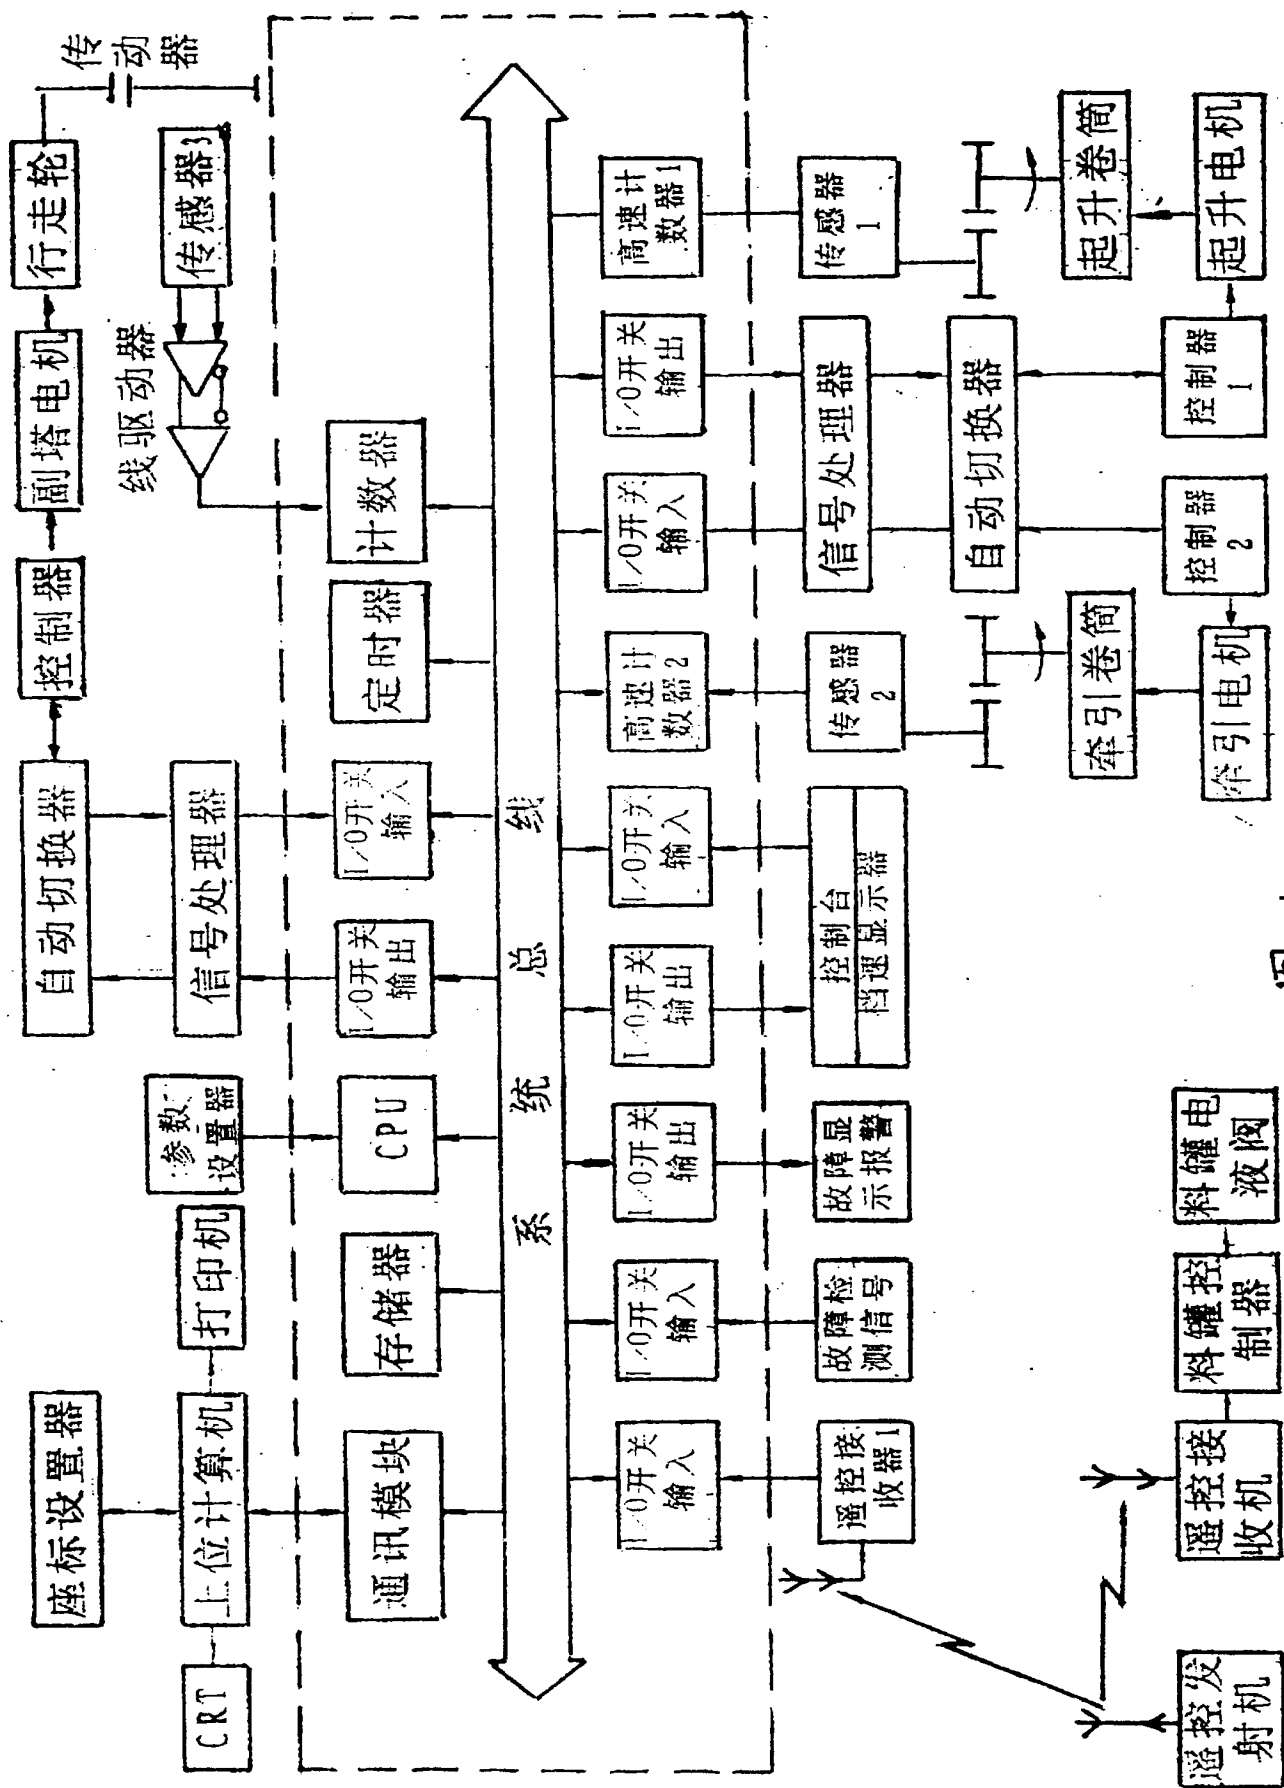 座标设置器
CRT
上位计算机
打印机
参数
设置器
自动切换器
信号处理器
控制器
副塔电机
行走轮
传动器
线驱动器
传感器3
通讯模块
存储器
CPU
I/O开关
输出
I/O开关
输入
定时器
计数器
系统总线
I/O开关
输入
I/O开关
输入
I/O开关
输出
I/O开关
输出
I/O开关
输入
高速计
数器2
I/O开关
输入
I/O开关
输出
高速计
数器1
遥控接
收器1
故障检
测信号
故障显
示报警
控制台
档速显示器
传感器
2
信号处理器
传感器
1
自动切换器
牵引卷筒
起升卷筒
遥控发
射机
遥控接
收机
料罐控
制器
料罐电
液阀
牵引电机
控制器
2
控制器
1
起升电机